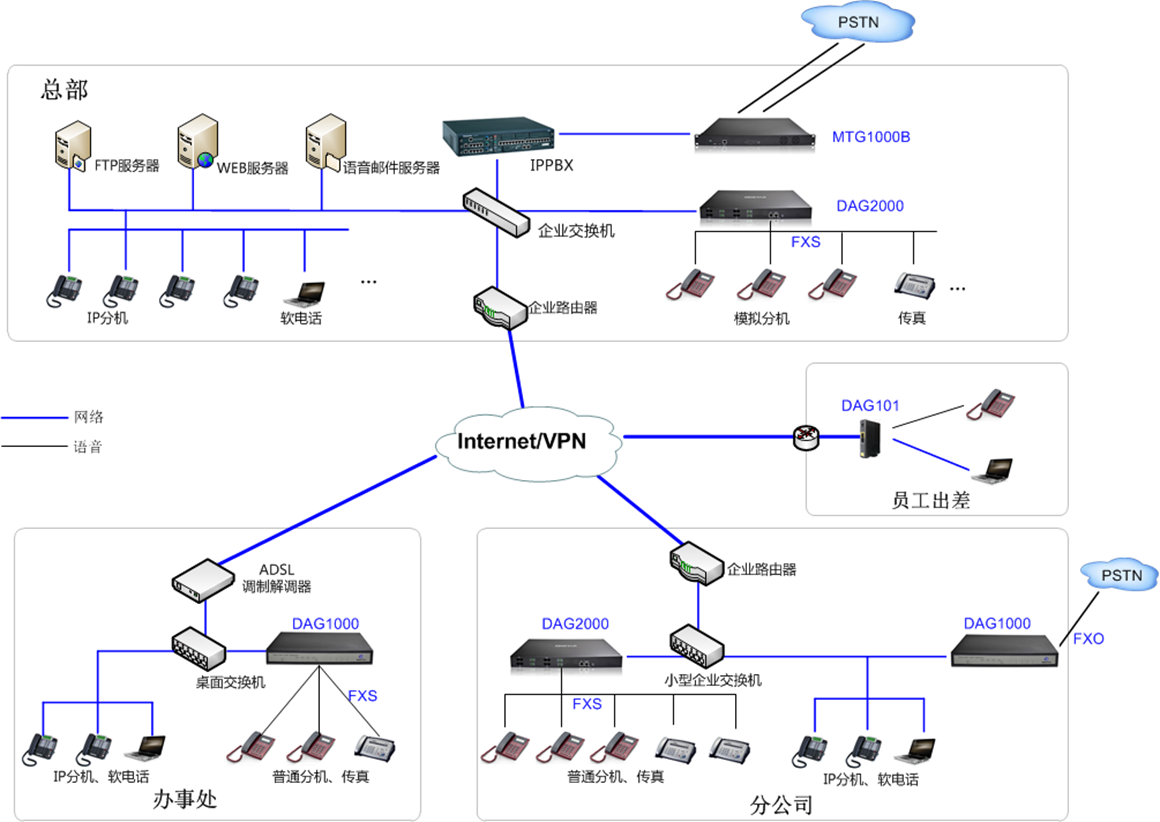 PSTN
总部
MTG1000B
FTP服务器
WEB服务器
语音邮件服务器
IPPBX
DAG2000
企业交换机
FXS
...
...
企业路由器
IP分机
软电话
模拟分机
传真
DAG101
网络
Internet/VPN
语音
员工出差
ADSL
调制解调器
企业路由器
PSTN
DAG1000
DAG2000
DAG1000
FXO
桌面交换机
小型企业交换机
FXS
FXS
IP分机、软电话
普通分机、传真
普通分机、传真
IP分机、软电话
办事处
分公司